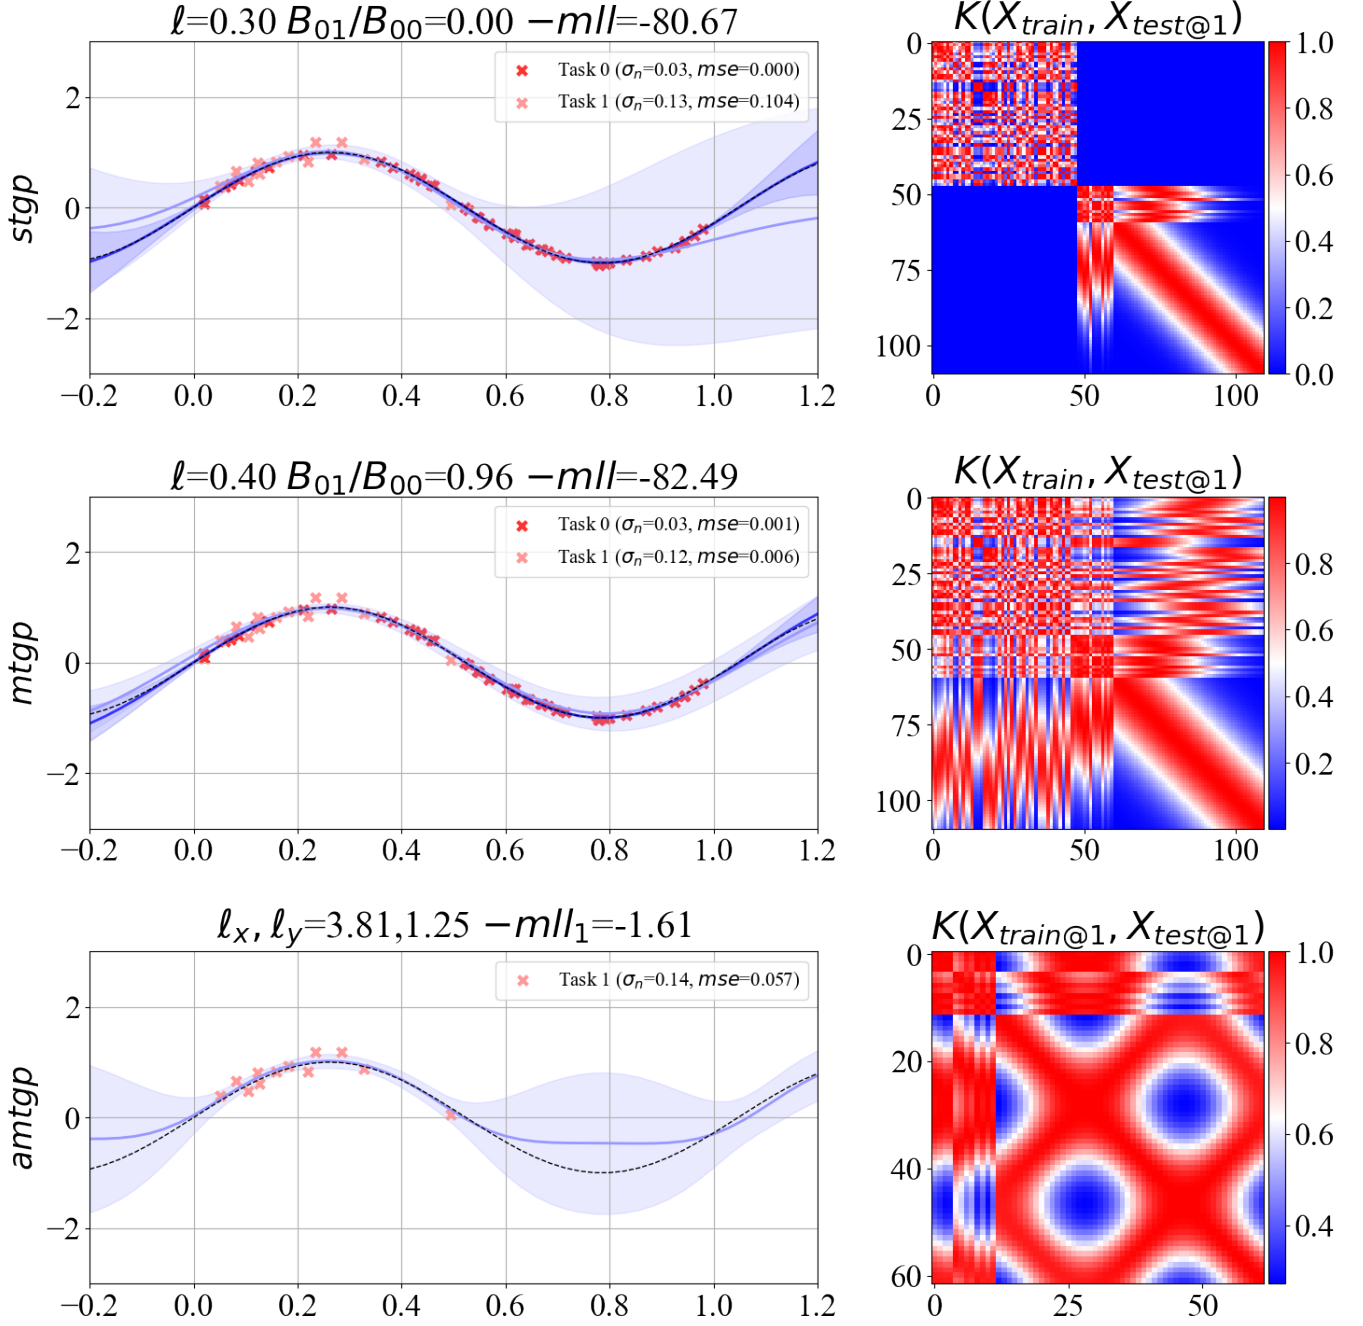 ℓ=0.30 B₀₁/B₀₀=0.00 −mll=-80.67
K(X_train, X_test@1)
stgp
2
0
−2
Task 0 (σₙ=0.03, mse=0.000)
Task 1 (σₙ=0.13, mse=0.104)
−0.2 0.0 0.2 0.4 0.6 0.8 1.0 1.2
0
25
50
75
100
0 50 100
1.0
0.8
0.6
0.4
0.2
0.0
ℓ=0.40 B₀₁/B₀₀=0.96 −mll=-82.49
K(X_train, X_test@1)
mtgp
2
0
−2
Task 0 (σₙ=0.03, mse=0.001)
Task 1 (σₙ=0.12, mse=0.006)
−0.2 0.0 0.2 0.4 0.6 0.8 1.0 1.2
0
25
50
75
100
0 50 100
0.8
0.6
0.4
0.2
ℓₓ, ℓ_y=3.81,1.25 −mll₁=-1.61
K(X_train@1, X_test@1)
amtgp
2
0
−2
Task 1 (σₙ=0.14, mse=0.057)
−0.2 0.0 0.2 0.4 0.6 0.8 1.0 1.2
0
20
40
60
0 25 50
1.0
0.8
0.6
0.4